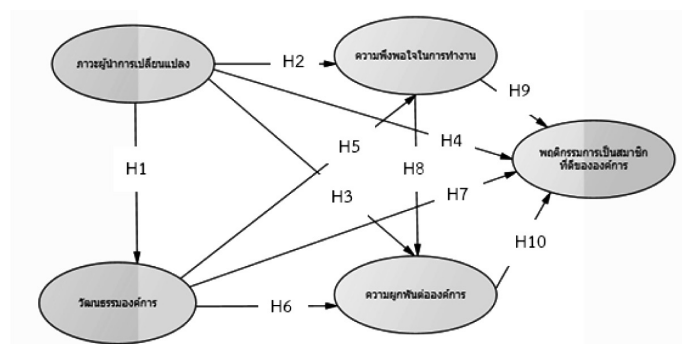 ภาวะผู้นำการเปลี่ยนแปลง
H2
ความพึงพอใจในการทำงาน
H9
H5
H4
พฤติกรรมการเป็นสมาชิก
ที่ดีขององค์การ
H1
H8
H3
H7
H10
วัฒนธรรมองค์การ
H6
ความผูกพันต่อองค์การ